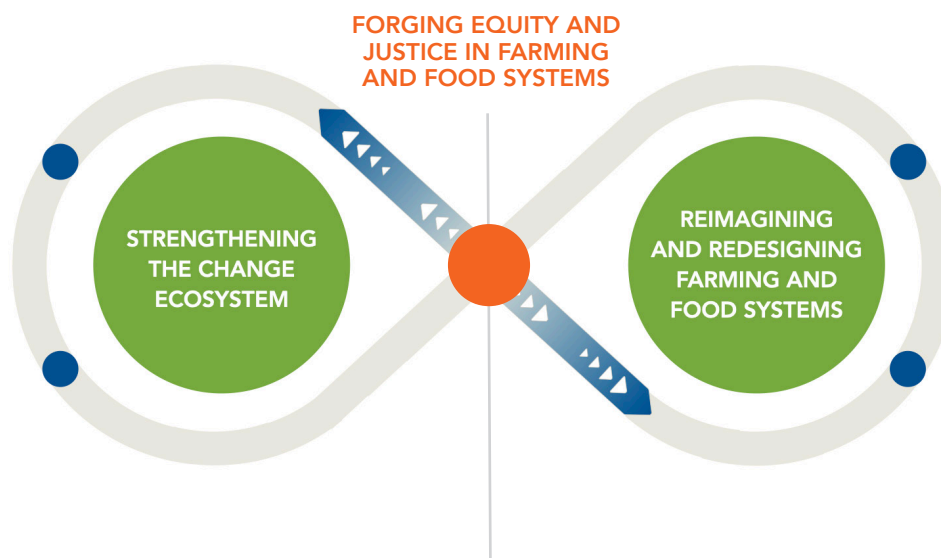 FORGING EQUITY AND
JUSTICE IN FARMING
AND FOOD SYSTEMS
STRENGTHENING
THE CHANGE
ECOSYSTEM
REIMAGINING
AND REDESIGNING
FARMING AND
FOOD SYSTEMS